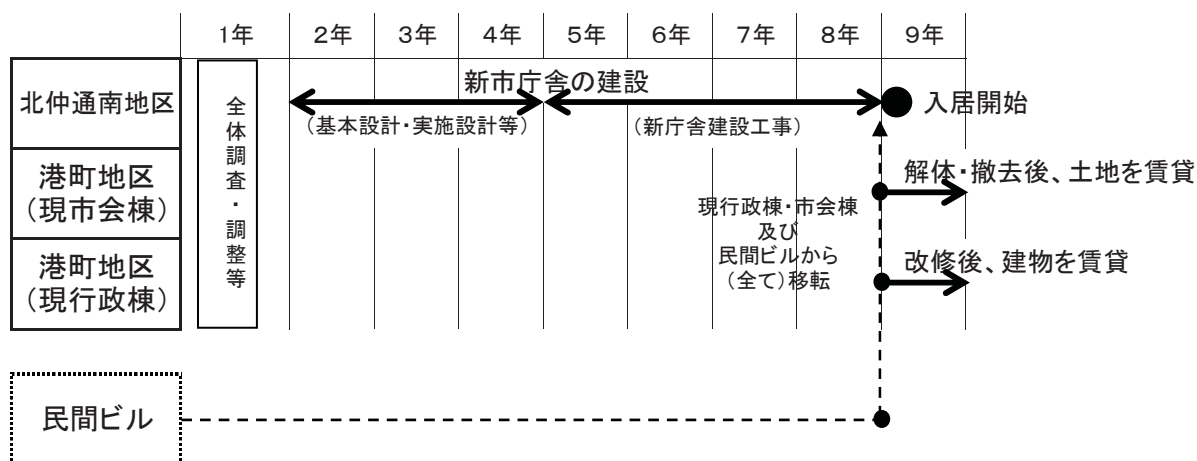 1年 2年 3年 4年 5年 6年 7年 8年 9年
北仲通南地区
全体調査・調整等
新市庁舎の建設
（基本設計・実施設計等）
（新庁舎建設工事）
入居開始
港町地区
（現市会棟）
解体・撤去後、土地を賃貸
現行政棟・市会棟
及び
民間ビルから
（全て）移転
港町地区
（現行政棟）
改修後、建物を賃貸
民間ビル